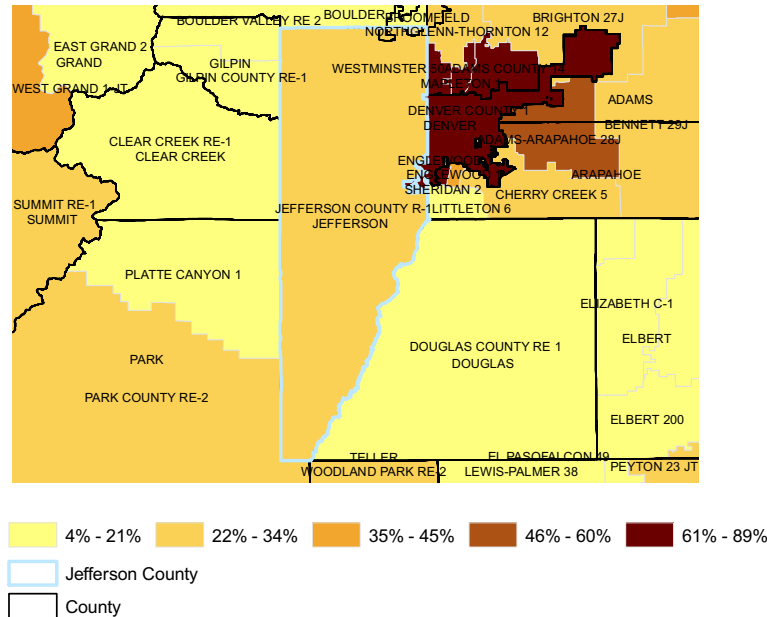 BOULDER
BOULDER VALLEY RE 2
BROOMFIELD
BRIGHTON 27J
NORTHGLENN-THORNTON 12
EAST GRAND 2
GRAND
GILPIN
GILPIN COUNTY RE-1
WESTMINSTER 50
ADAMS COUNTY 14
MAPLETON
WEST GRAND 1-JT
ADAMS
DENVER COUNTY 1
DENVER
BENNETT 29J
ADAMS-ARAPAHOE 28J
CLEAR CREEK RE-1
CLEAR CREEK
ENGLEWOOD
ENGLEWOOD
ARAPAHOE
SHERIDAN 2
CHERRY CREEK 5
SUMMIT RE-1
SUMMIT
JEFFERSON COUNTY R-1
LITTLETON 6
JEFFERSON
PLATTE CANYON 1
ELIZABETH C-1
ELBERT
DOUGLAS COUNTY RE 1
DOUGLAS
PARK
PARK COUNTY RE-2
ELBERT 200
TELLER
EL PASO
FALCON 49
WOODLAND PARK RE-2
LEWIS-PALMER 38
PEYTON 23 JT
4% - 21%
22% - 34%
35% - 45%
46% - 60%
61% - 89%
Jefferson County
County